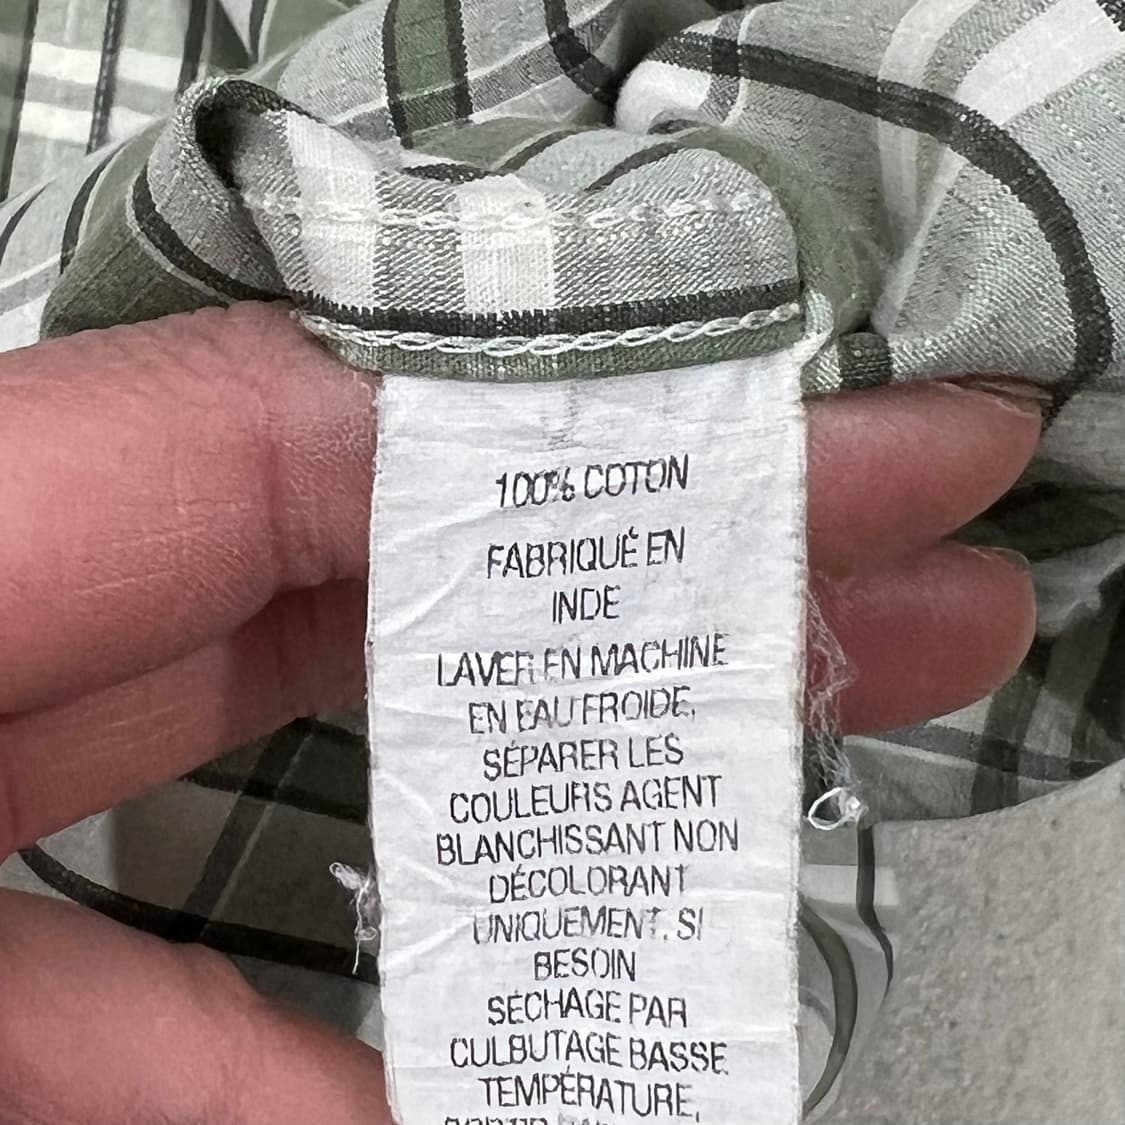 100% COTON
FABRIQUÉ EN
INDE
LAVER EN MACHINE
EN EAU FROIDE,
SÉPARER LES
COULEURS AGENT
BLANCHISSANT NON
DÉCOLORANT
UNIQUEMENT, SI
BESOIN
SÉCHAGE PAR
CULBUTAGE BASSE
TEMPÉRATURE,